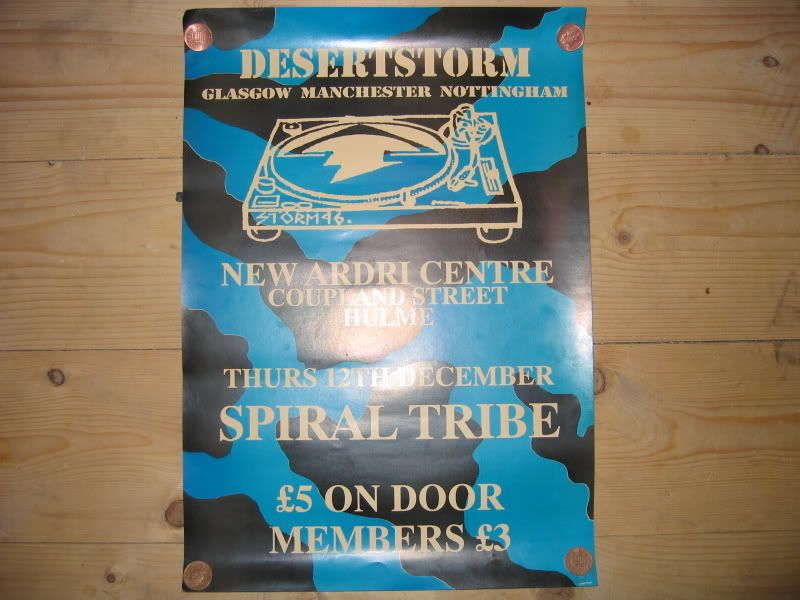 DESERTSTORM
GLASGOW MANCHESTER NOTTINGHAM
STORM46.
NEW ARDRI CENTRE
COUPLAND STREET
HULME
THURS 12TH DECEMBER
SPIRAL TRIBE
£5 ON DOOR
MEMBERS £3